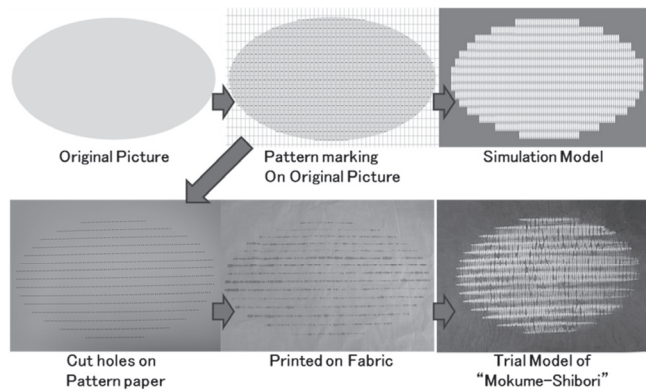 Original Picture
Pattern marking
On Original Picture
Simulation Model
Cut holes on
Pattern paper
Printed on Fabric
Trial Model of
“Mokume-Shibori”